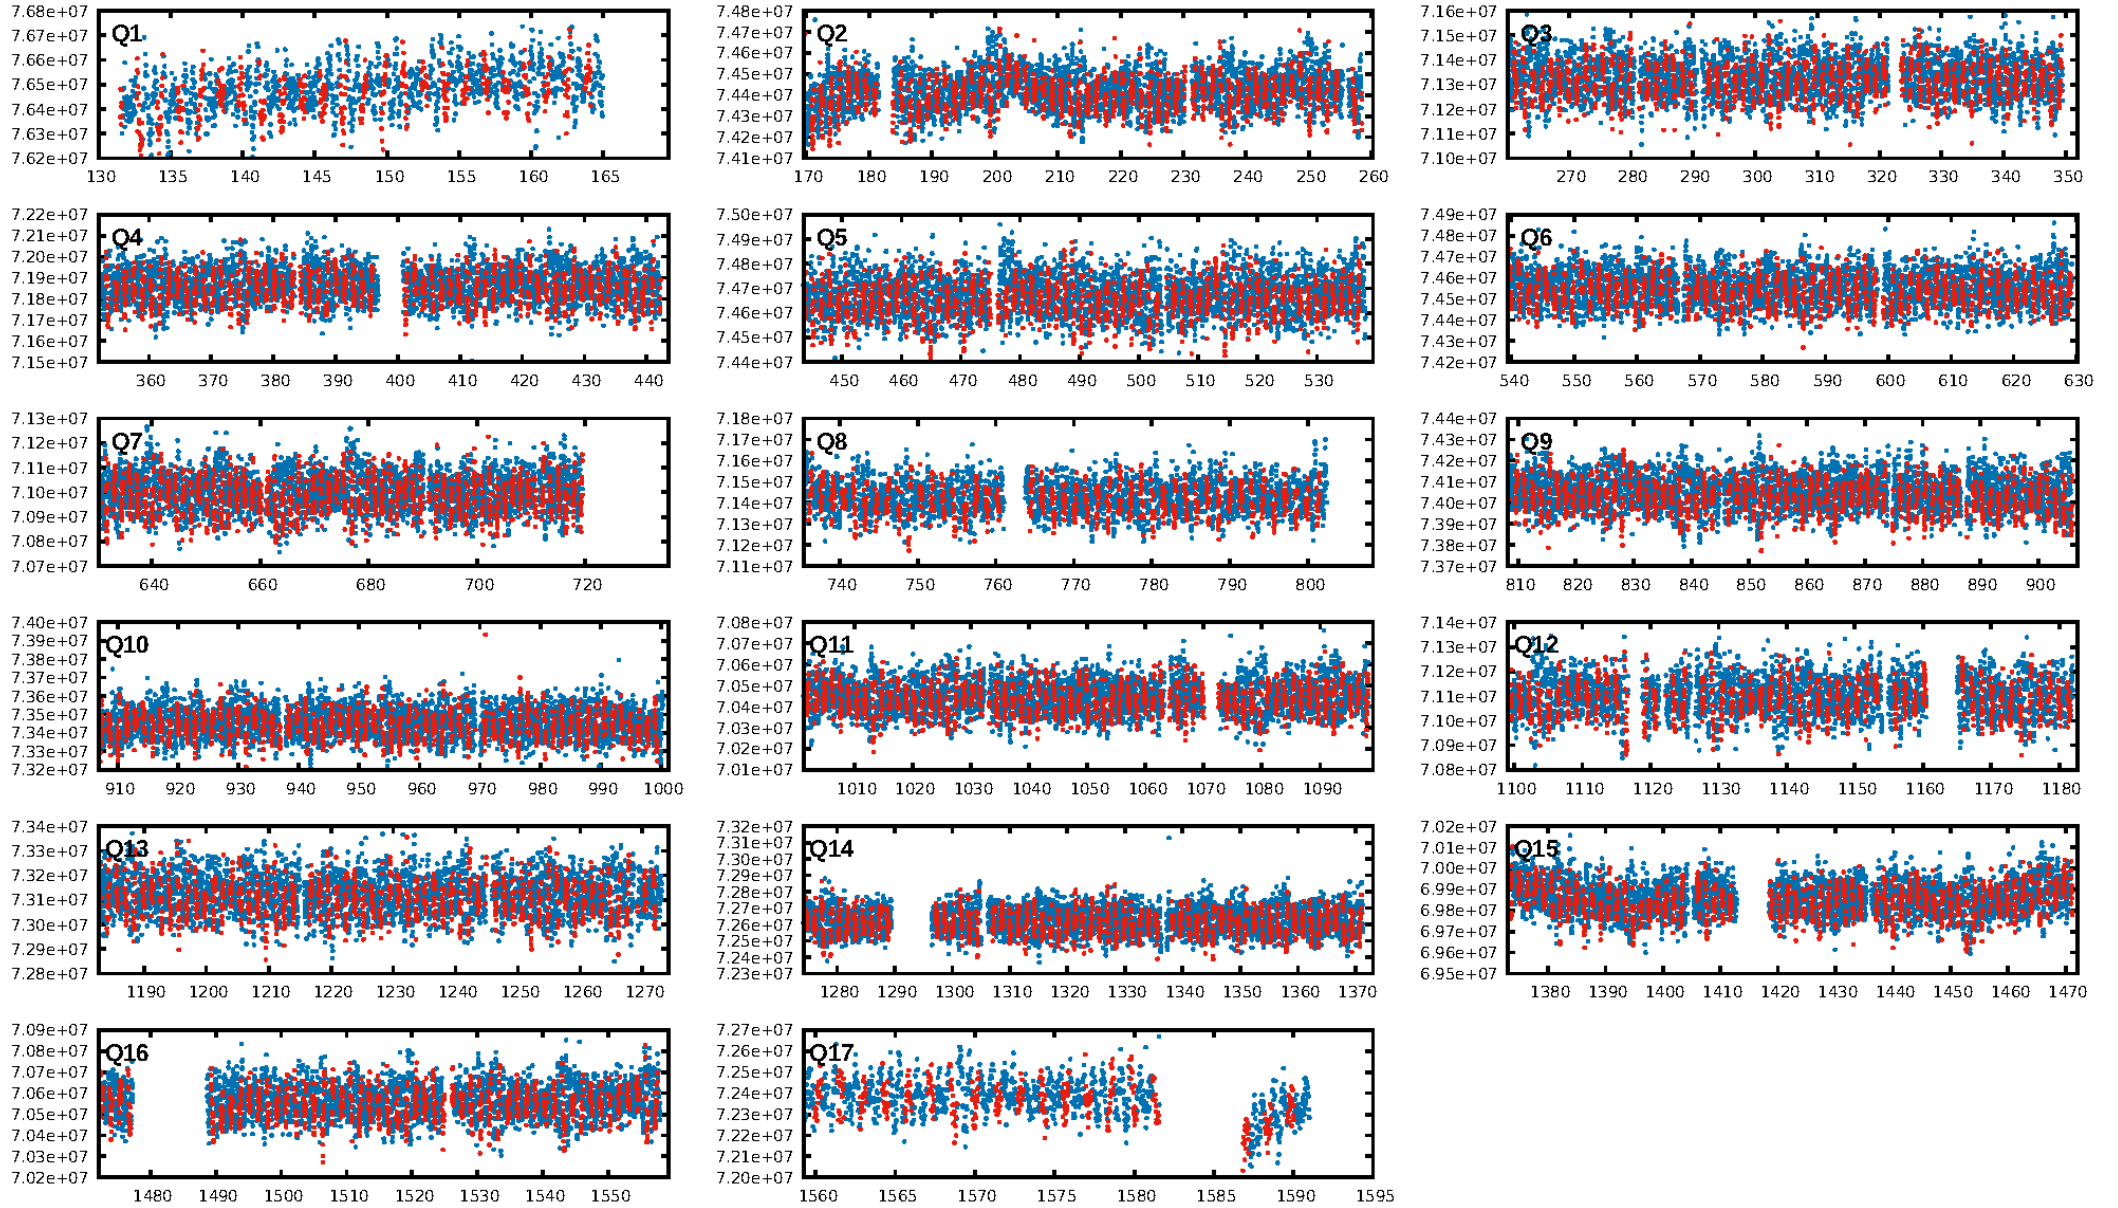 7.68e+07
7.67e+07
7.66e+07
7.65e+07
7.64e+07
7.63e+07
7.62e+07
Q1
130 135 140 145 150 155 160 165
7.48e+07
7.47e+07
7.46e+07
7.45e+07
7.44e+07
7.43e+07
7.42e+07
7.41e+07
Q2
170 180 190 200 210 220 230 240 250 260
7.16e+07
7.15e+07
7.14e+07
7.13e+07
7.12e+07
7.11e+07
7.10e+07
Q3
270 280 290 300 310 320 330 340 350
7.22e+07
7.21e+07
7.20e+07
7.19e+07
7.18e+07
7.17e+07
7.16e+07
7.15e+07
Q4
360 370 380 390 400 410 420 430 440
7.50e+07
7.49e+07
7.48e+07
7.47e+07
7.46e+07
7.45e+07
7.44e+07
Q5
450 460 470 480 490 500 510 520 530
7.49e+07
7.48e+07
7.47e+07
7.46e+07
7.45e+07
7.44e+07
7.43e+07
7.42e+07
Q6
540 550 560 570 580 590 600 610 620 630
7.13e+07
7.12e+07
7.11e+07
7.10e+07
7.09e+07
7.08e+07
7.07e+07
Q7
640 660 680 700 720
7.18e+07
7.17e+07
7.16e+07
7.15e+07
7.14e+07
7.13e+07
7.12e+07
7.11e+07
Q8
740 750 760 770 780 790 800
7.44e+07
7.43e+07
7.42e+07
7.41e+07
7.40e+07
7.39e+07
7.38e+07
7.37e+07
Q9
810 820 830 840 850 860 870 880 890 900
7.40e+07
7.39e+07
7.38e+07
7.37e+07
7.36e+07
7.35e+07
7.34e+07
7.33e+07
7.32e+07
Q10
910 920 930 940 950 960 970 980 990 1000
7.08e+07
7.07e+07
7.06e+07
7.05e+07
7.04e+07
7.03e+07
7.02e+07
7.01e+07
Q11
1010 1020 1030 1040 1050 1060 1070 1080 1090
7.14e+07
7.13e+07
7.12e+07
7.11e+07
7.10e+07
7.09e+07
7.08e+07
Q12
1100 1110 1120 1130 1140 1150 1160 1170 1180
7.34e+07
7.33e+07
7.32e+07
7.31e+07
7.30e+07
7.29e+07
7.28e+07
Q13
1190 1200 1210 1220 1230 1240 1250 1260 1270
7.32e+07
7.31e+07
7.30e+07
7.29e+07
7.28e+07
7.27e+07
7.26e+07
7.25e+07
7.24e+07
7.23e+07
Q14
1280 1290 1300 1310 1320 1330 1340 1350 1360 1370
7.02e+07
7.01e+07
7.00e+07
6.99e+07
6.98e+07
6.97e+07
6.96e+07
6.95e+07
Q15
1380 1390 1400 1410 1420 1430 1440 1450 1460 1470
7.09e+07
7.08e+07
7.07e+07
7.06e+07
7.05e+07
7.04e+07
7.03e+07
7.02e+07
Q16
1480 1490 1500 1510 1520 1530 1540 1550
7.27e+07
7.26e+07
7.25e+07
7.24e+07
7.23e+07
7.22e+07
7.21e+07
7.20e+07
Q17
1560 1565 1570 1575 1580 1585 1590 1595